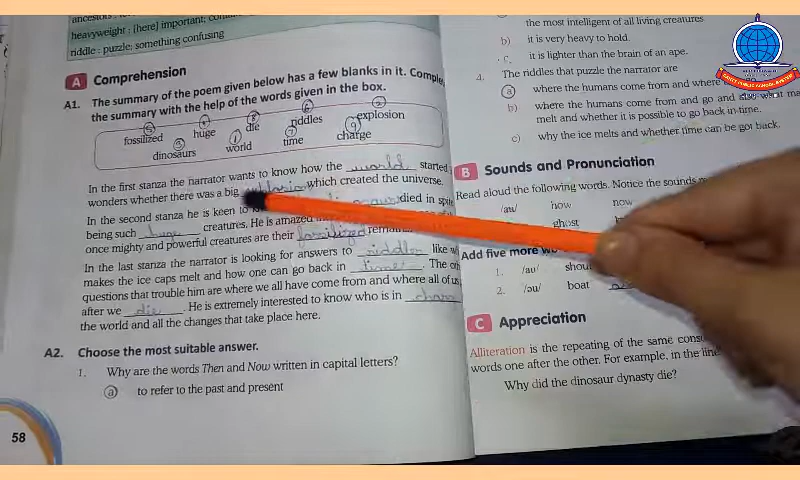 heavyweight : [here] important;
riddle : puzzle; something confusing
A Comprehension
A1. The summary of the poem given below has a few blanks in it. Comple
the summary with the help of the words given in the box.
fossilized huge die riddles explosion
dinosaurs world time charge
In the first stanza the narrator wants to know how the world started
wonders whether there was a big which created the universe.
In the second stanza he is keen to died in spite
being such huge creatures. He is amazed
once mighty and powerful creatures are their fossilized
In the last stanza the narrator is looking for answers to riddles like
makes the ice caps melt and how one can go back in time. The
questions that trouble him are where we all have come from and where all of us
after we die. He is extremely interested to know who is in
the world and all the changes that take place here.
A2. Choose the most suitable answer.
1. Why are the words Then and Now written in capital letters?
a to refer to the past and present
58
the most intelligent of all living creatures
b) it is very heavy to hold.
c. it is lighter than the brain of an ape.
4. The riddles that puzzle the narrator are
a where the humans come from and where
b) where the humans come from and go and also what ma
melt and whether it is possible to go back in time.
c) why the ice melts and whether time can be got back.
B Sounds and Pronunciation
Read aloud the following words. Notice the sounds
/aʊ/ how now
ghost
Add five more
1. /aʊ/ shou
2. /əʊ/ boat
C Appreciation
Alliteration is the repeating of the same cons
words one after the other. For example, in the line
Why did the dinosaur dynasty die?